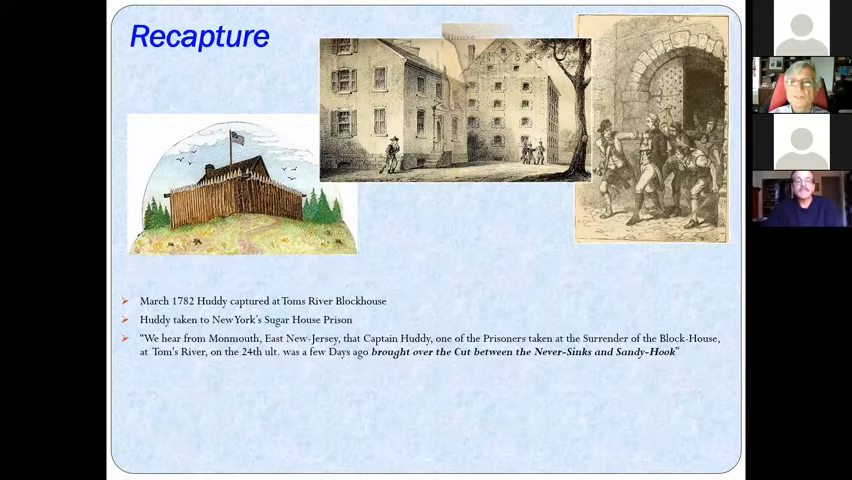 Recapture
House
March 1782 Huddy captured at Toms River Blockhouse
Huddy taken to New York's Sugar House Prison
"We hear from Monmouth, East New-Jersey, that Captain Huddy, one of the Prisoners taken at the Surrender of the Block-House,
at Tom's River, on the 24th ult. was a few Days ago brought over the Cut between the Never-Sinks and Sandy-Hook"